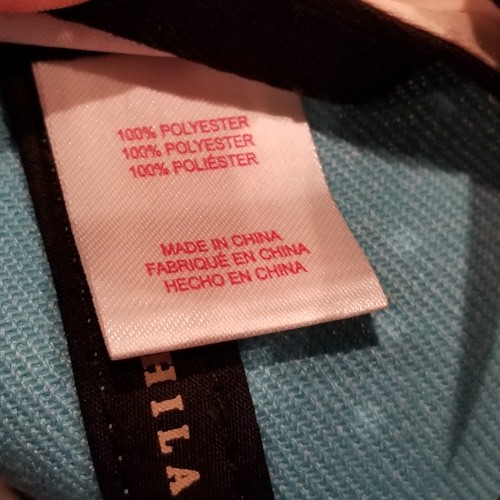 100% POLYESTER
100% POLYESTER
100% POLIÉSTER
MADE IN CHINA
FABRIQUÉ EN CHINA
HECHO EN CHINA
HILA